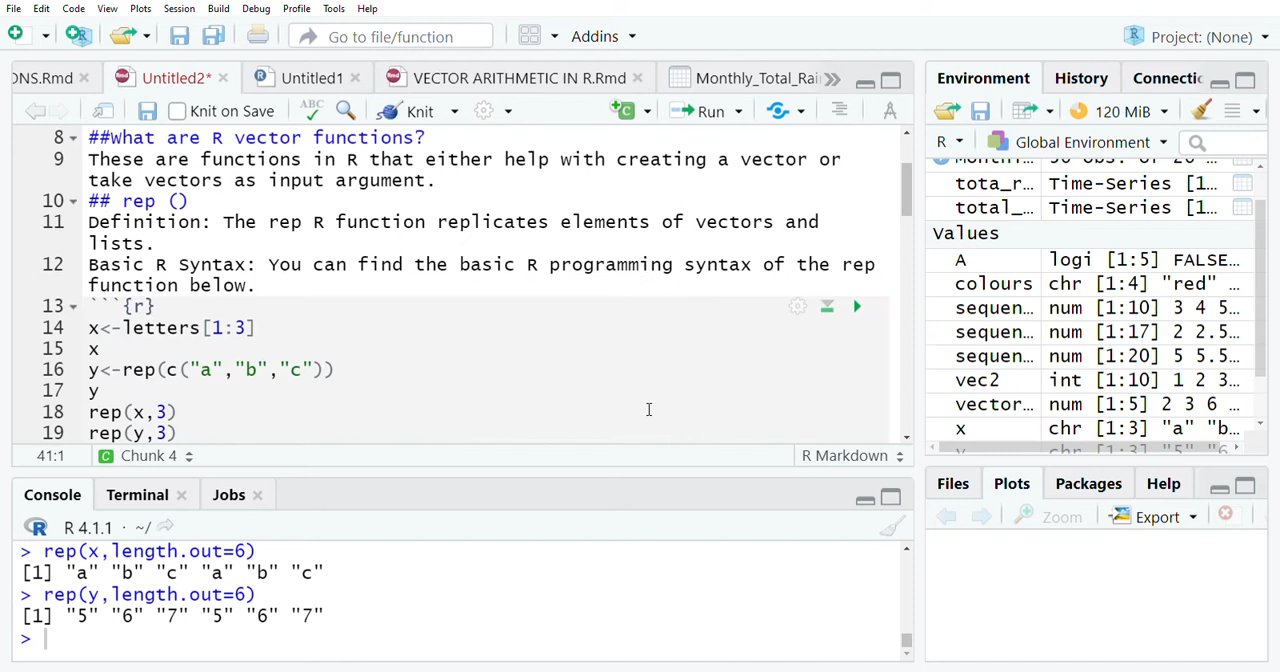 File Edit Code View Plots Session Build Debug Profile Tools Help
Go to file/function Addins Project: (None)
ONS.Rmd Untitled2* Untitled1 VECTOR ARITHMETIC IN R.Rmd Monthly_Total_Rai
Knit on Save ABC Knit Run
8 ##What are R vector functions?
9 These are functions in R that either help with creating a vector or
take vectors as input argument.
10 ## rep ()
11 Definition: The rep R function replicates elements of vectors and
lists.
12 Basic R Syntax: You can find the basic R programming syntax of the rep
function below.
13 ```{r}
14 x<-letters[1:3]
15 x
16 y<-rep(c("a","b","c"))
17 y
18 rep(x,3)
19 rep(y,3)
41:1 Chunk 4 R Markdown
Console Terminal Jobs
R 4.1.1 · ~/
> rep(x,length.out=6)
[1] "a" "b" "c" "a" "b" "c"
> rep(y,length.out=6)
[1] "5" "6" "7" "5" "6" "7"
>
Environment History Connectic
120 MiB
R Global Environment
tota_r… Time-Series [1…
total_… Time-Series [1…
Values
A logi [1:5] FALSE…
colours chr [1:4] "red" …
sequen… num [1:10] 3 4 5…
sequen… num [1:17] 2 2.5…
sequen… num [1:20] 5 5.5…
vec2 int [1:10] 1 2 3…
vector… num [1:5] 2 3 6 …
x chr [1:3] "a" "b…
y chr [1:3] "5" "6
Files Plots Packages Help
Zoom Export